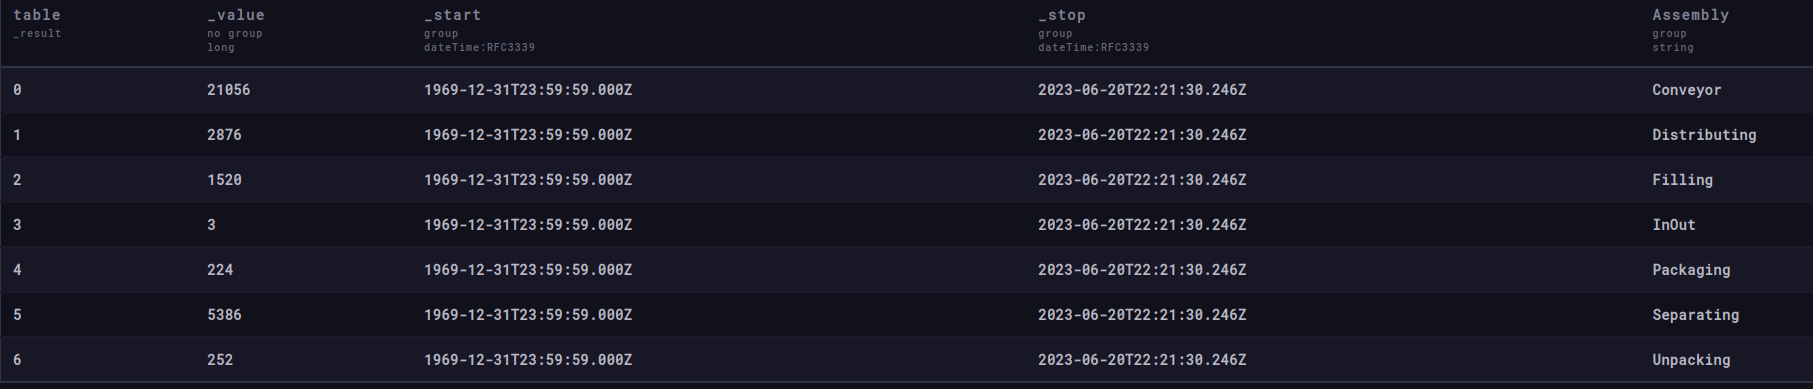 table _value _start _stop Assembly
_result no group group group group
long dateTime:RFC3339 dateTime:RFC3339 string
0 21056 1969-12-31T23:59:59.000Z 2023-06-20T22:21:30.246Z Conveyor
1 2876 1969-12-31T23:59:59.000Z 2023-06-20T22:21:30.246Z Distributing
2 1520 1969-12-31T23:59:59.000Z 2023-06-20T22:21:30.246Z Filling
3 3 1969-12-31T23:59:59.000Z 2023-06-20T22:21:30.246Z InOut
4 224 1969-12-31T23:59:59.000Z 2023-06-20T22:21:30.246Z Packaging
5 5386 1969-12-31T23:59:59.000Z 2023-06-20T22:21:30.246Z Separating
6 252 1969-12-31T23:59:59.000Z 2023-06-20T22:21:30.246Z Unpacking